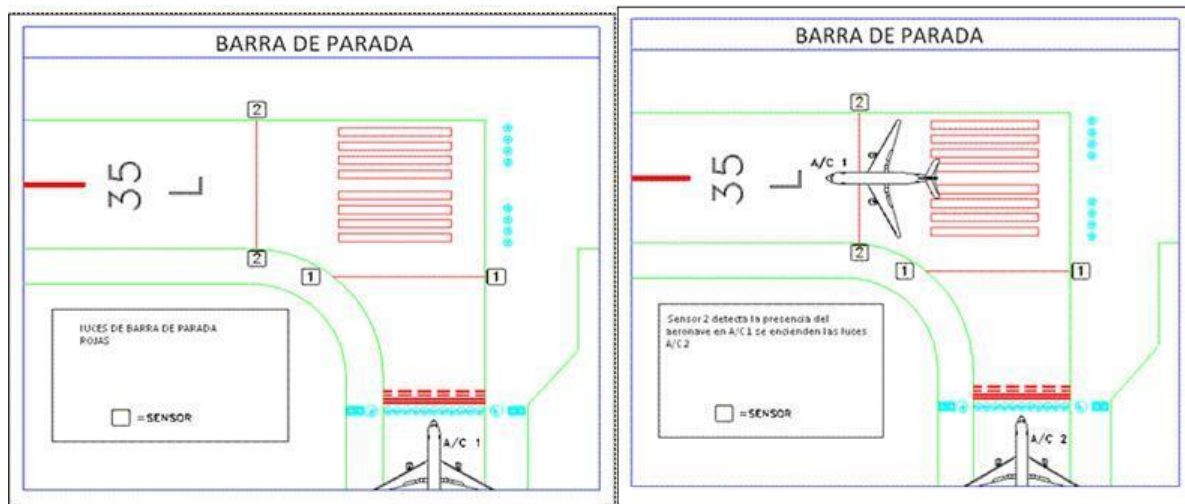 BARRA DE PARADA
2
35
L
2
1
1
LUCES DE BARRA DE PARADA
ROJAS
=SENSOR
A/C 1
BARRA DE PARADA
2
A/C 1
35
L
2
1
1
Sensor 2 detecta la presencia del
aeronave en A/C1 se encienden las luces
A/C2
=SENSOR
A/C 2